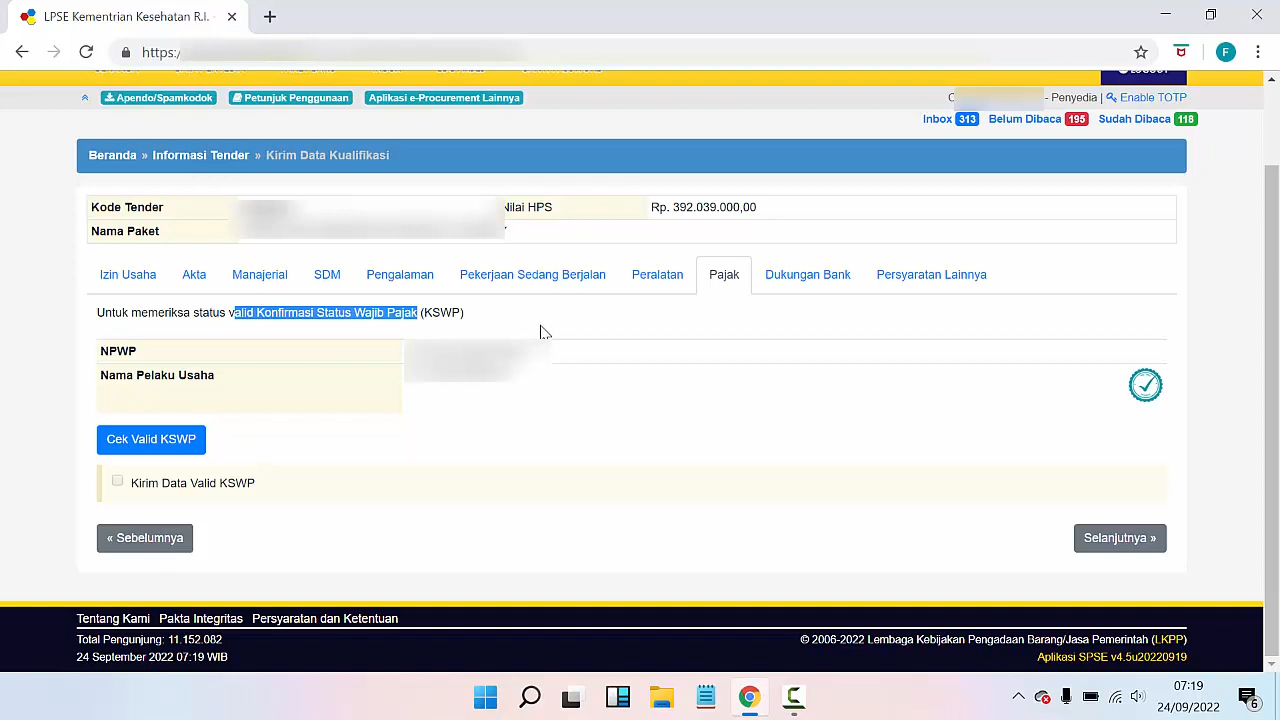 LPSE Kementrian Kesehatan R.I. -
https:/
Apendo/Spamkodok Petunjuk Penggunaan Aplikasi e-Procurement Lainnya
- Penyedia | Enable TOTP
Inbox 313 Belum Dibaca 195 Sudah Dibaca 118
Beranda » Informasi Tender » Kirim Data Kualifikasi
Kode Tender Nilai HPS Rp. 392.039.000,00
Nama Paket
Izin Usaha Akta Manajerial SDM Pengalaman Pekerjaan Sedang Berjalan Peralatan Pajak Dukungan Bank Persyaratan Lainnya
Untuk memeriksa status valid Konfirmasi Status Wajib Pajak (KSWP)
NPWP
Nama Pelaku Usaha
Cek Valid KSWP
Kirim Data Valid KSWP
« Sebelumnya Selanjutnya »
Tentang Kami Pakta Integritas Persyaratan dan Ketentuan
Total Pengunjung: 11.152.082 © 2006-2022 Lembaga Kebijakan Pengadaan Barang/Jasa Pemerintah (LKPP)
24 September 2022 07:19 WIB Aplikasi SPSE v4.5u20220919
07:19
24/09/2022
6